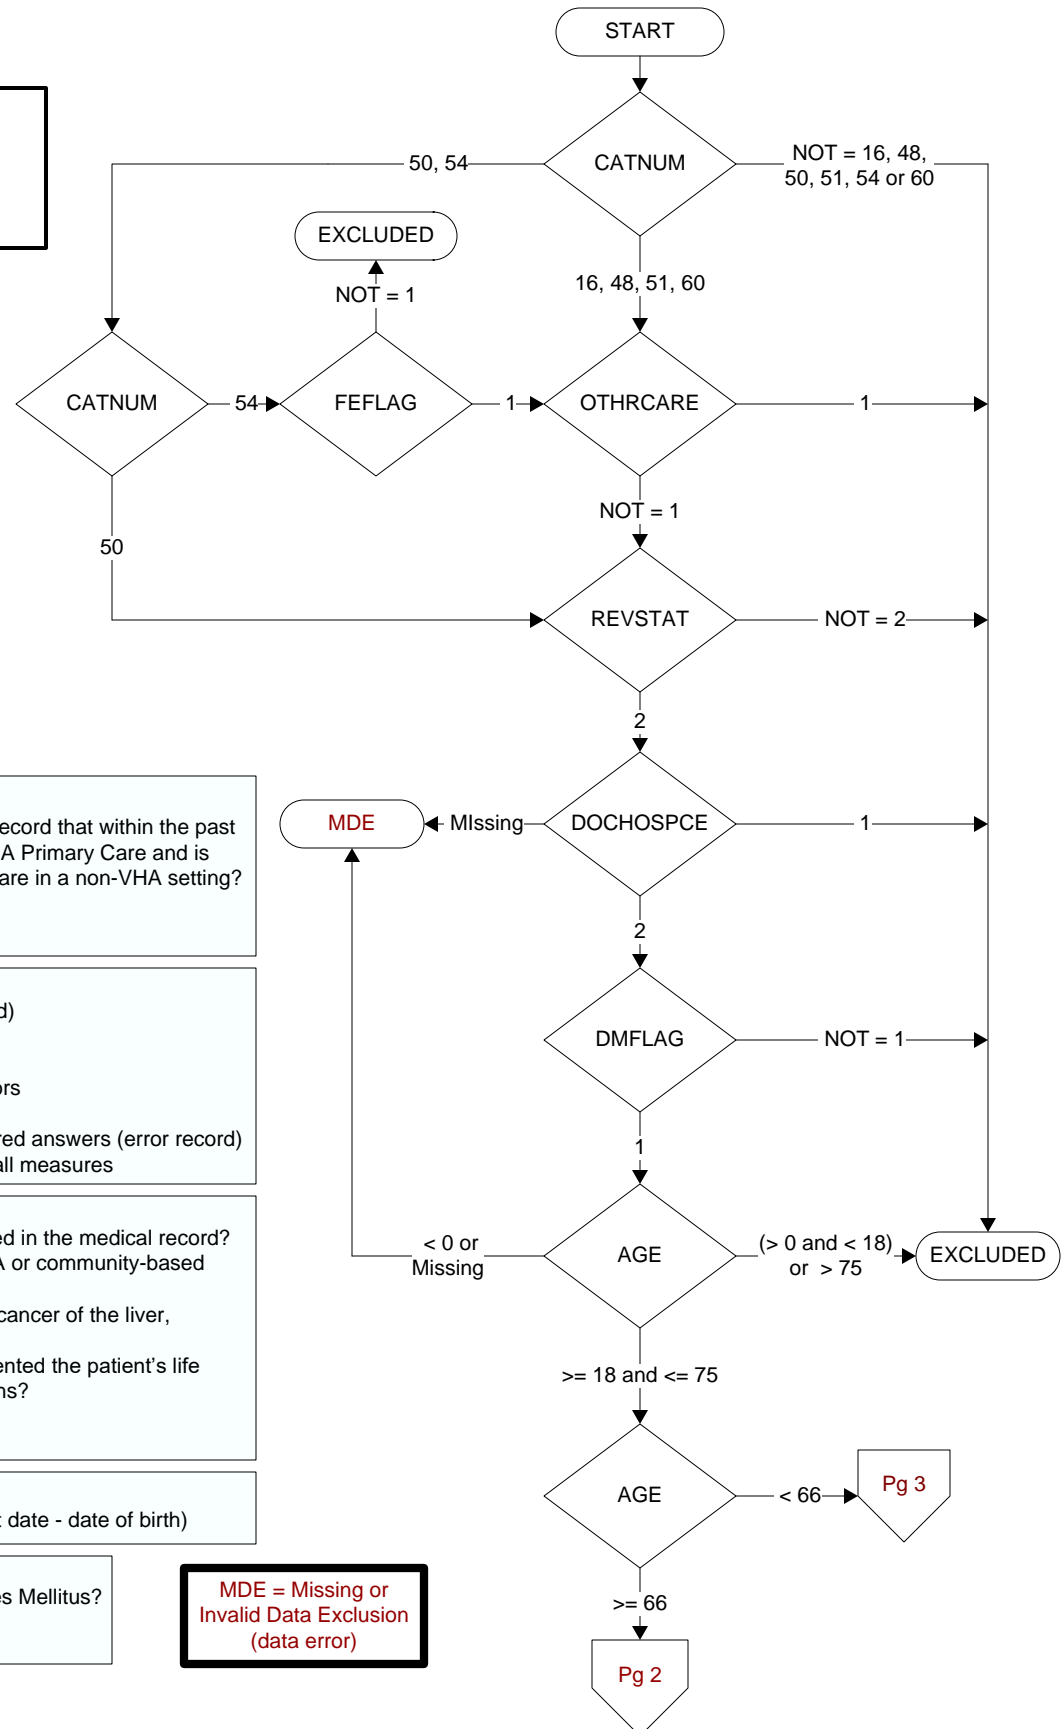 START
CATNUM
50, 54
NOT = 16, 48,
50, 51, 54 or 60
EXCLUDED
NOT = 1
16, 48, 51, 60
CATNUM
54
FEFLAG
1
OTHRCARE
1
NOT = 1
50
REVSTAT
NOT = 2
2
ecord that within the past
A Primary Care and is
are in a non-VHA setting?
MDE
MIssing
DOCHOSPCE
1
2
d)
ors
red answers (error record)
all measures
DMFLAG
NOT = 1
1
ed in the medical record?
A or community-based
cancer of the liver,
ented the patient's life
ns?
< 0 or
Missing
AGE
(> 0 and < 18)
or > 75
EXCLUDED
>= 18 and <= 75
AGE
< 66
Pg 3
t date - date of birth)
es Mellitus?
MDE = Missing or
Invalid Data Exclusion
(data error)
>= 66
Pg 2